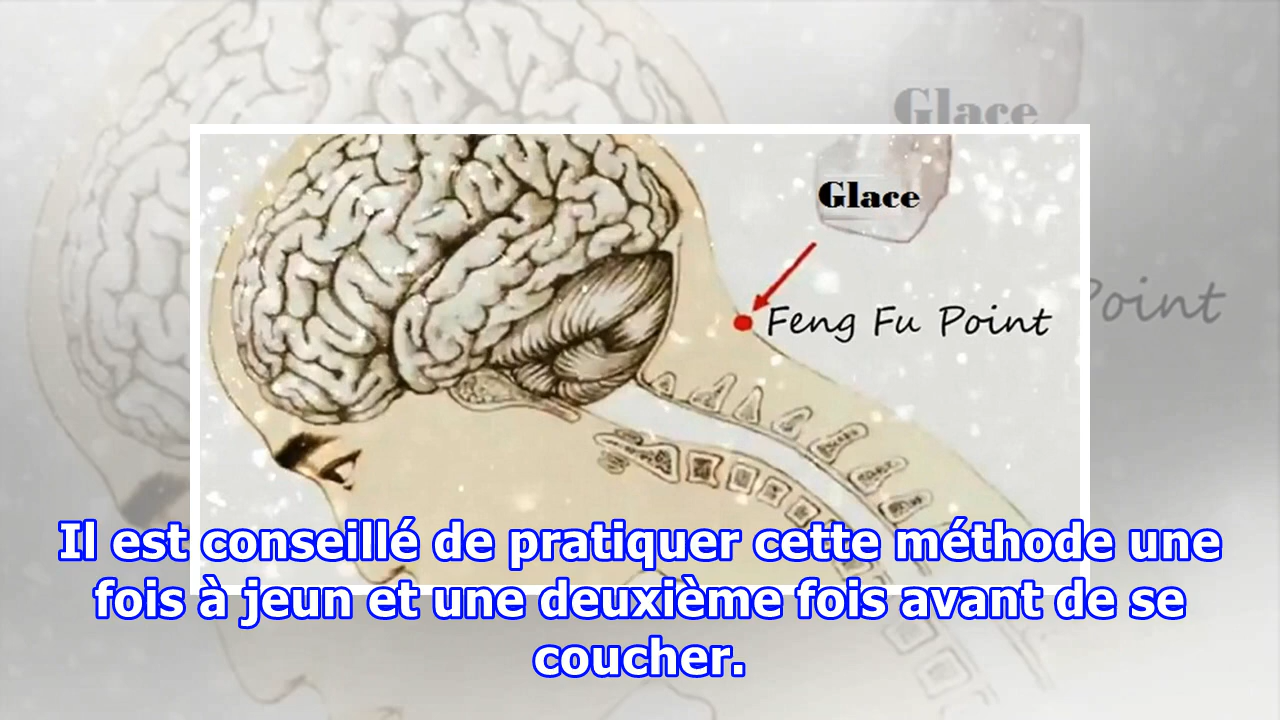 Glace
Glace
Feng Fu Point
Point
Il est conseillé de pratiquer cette méthode une
fois à jeun et une deuxième fois avant de se
coucher.